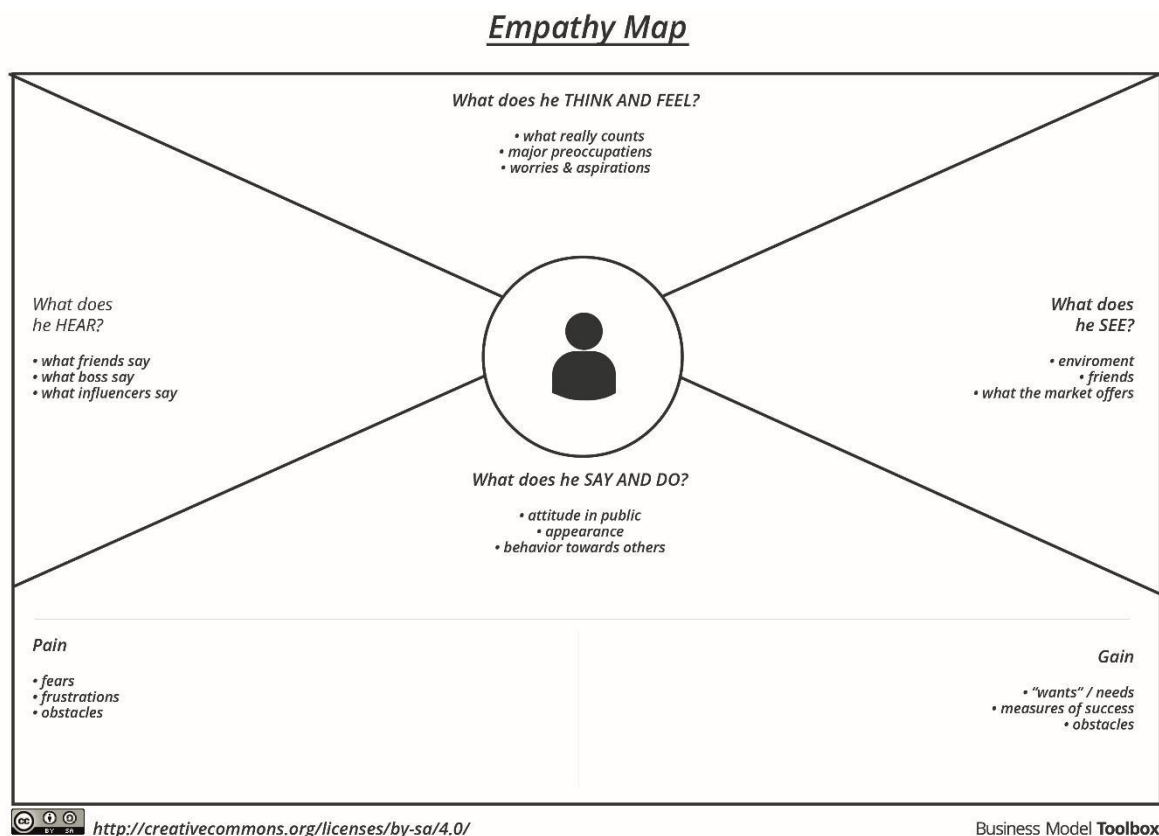 Empathy Map
What does he THINK AND FEEL?
• what really counts
• major preoccupatiens
• worries & aspirations
What does
he HEAR?
• what friends say
• what boss say
• what influencers say
What does
he SEE?
• enviroment
• friends
• what the market offers
What does he SAY AND DO?
• attitude in public
• appearance
• behavior towards others
Pain
• fears
• frustrations
• obstacles
Gain
• “wants” / needs
• measures of success
• obstacles
cc BY SA http://creativecommons.org/licenses/by-sa/4.0/
Business Model Toolbox